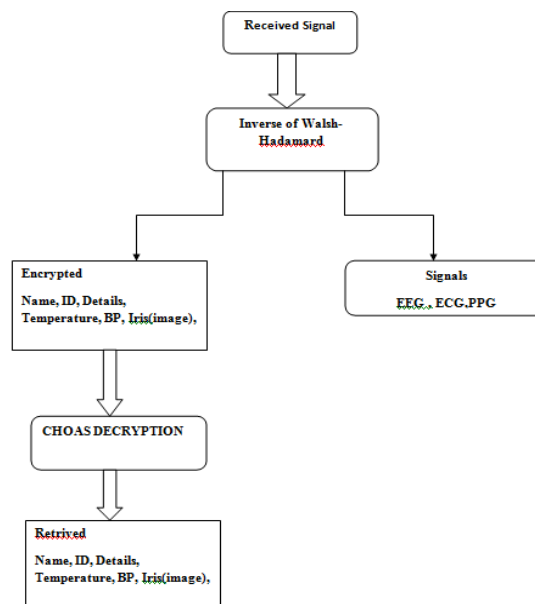 Received Signal
Inverse of Walsh-
Hadamard
Encrypted
Name, ID, Details,
Temperature, BP, Iris(image),
Signals
EEG , ECG,PPG
CHOAS DECRYPTION
Retrived
Name, ID, Details,
Temperature, BP, Iris(image),